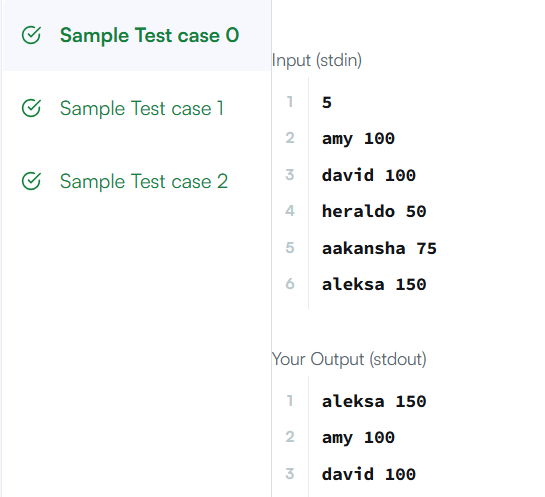 Sample Test case 0
Sample Test case 1
Sample Test case 2
Input (stdin)
1 5
2 amy 100
3 david 100
4 heraldo 50
5 aakansha 75
6 aleksa 150
Your Output (stdout)
1 aleksa 150
2 amy 100
3 david 100